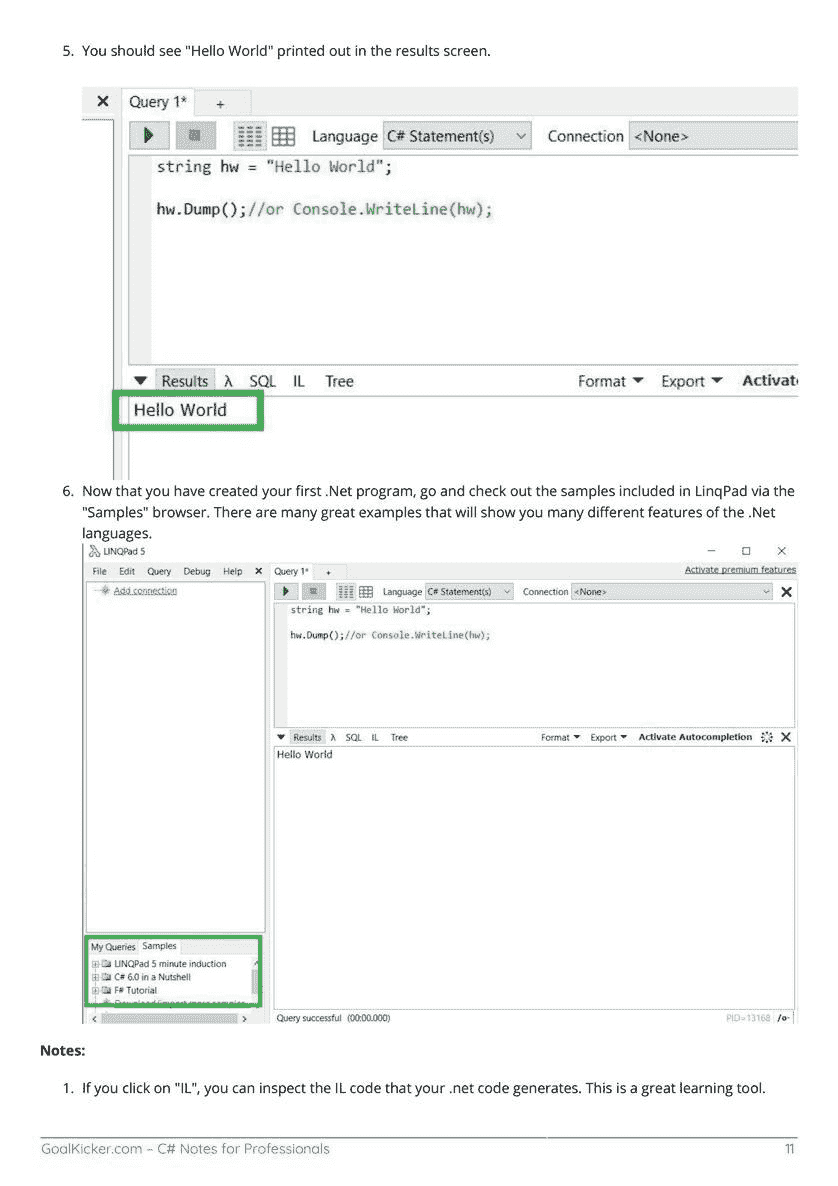 5. You should see "Hello World" printed out in the results screen.
Query 1*
+
Language C# Statement(s) Connection <None>
string hw = "Hello World";
hw.Dump();//or Console.WriteLine(hw);
Results λ SQL IL Tree Format Export Activat
Hello World
6. Now that you have created your first .Net program, go and check out the samples included in LinqPad via the
"Samples" browser. There are many great examples that will show you many different features of the .Net
languages.
LINQPad 5
File Edit Query Debug Help Query 1* + Activate premium features
Add connection
Language C# Statement(s) Connection <None>
string hw = "Hello World";
hw.Dump();//or Console.WriteLine(hw);
Results λ SQL IL Tree Format Export Activate Autocompletion
Hello World
My Queries Samples
LINQPad 5 minute induction
C# 6.0 in a Nutshell
F# Tutorial
Download/import more samples
Query successful (00:00.000) PID=13168 /o-
Notes:
1. If you click on "IL", you can inspect the IL code that your .net code generates. This is a great learning tool.
GoalKicker.com – C# Notes for Professionals 11